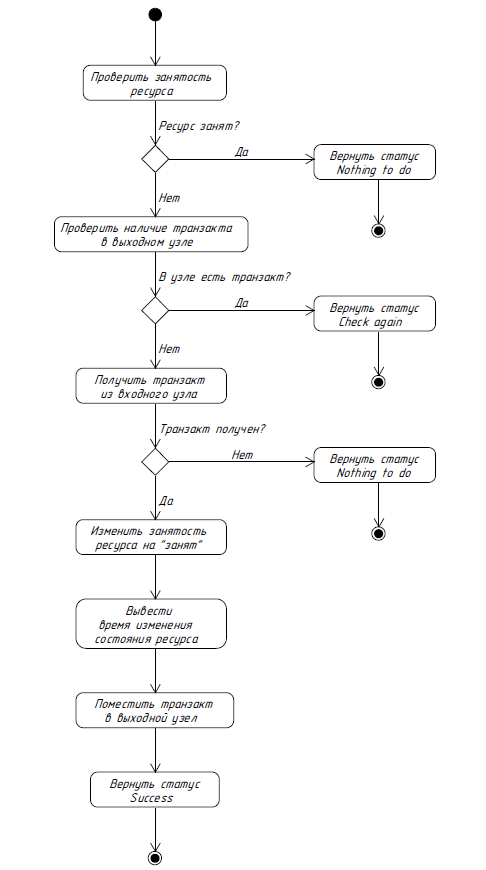 Проверить занятость
ресурса
Ресурс занят?
Да
Вернуть статус
Nothing to do
Нет
Проверить наличие транзакта
в выходном узле
В узле есть транзакт?
Да
Вернуть статус
Check again
Нет
Получить транзакт
из входного узла
Транзакт получен?
Нет
Вернуть статус
Nothing to do
Да
Изменить занятость
ресурса на "занят"
Вывести
время изменения
состояния ресурса
Поместить транзакт
в выходной узел
Вернуть статус
Success